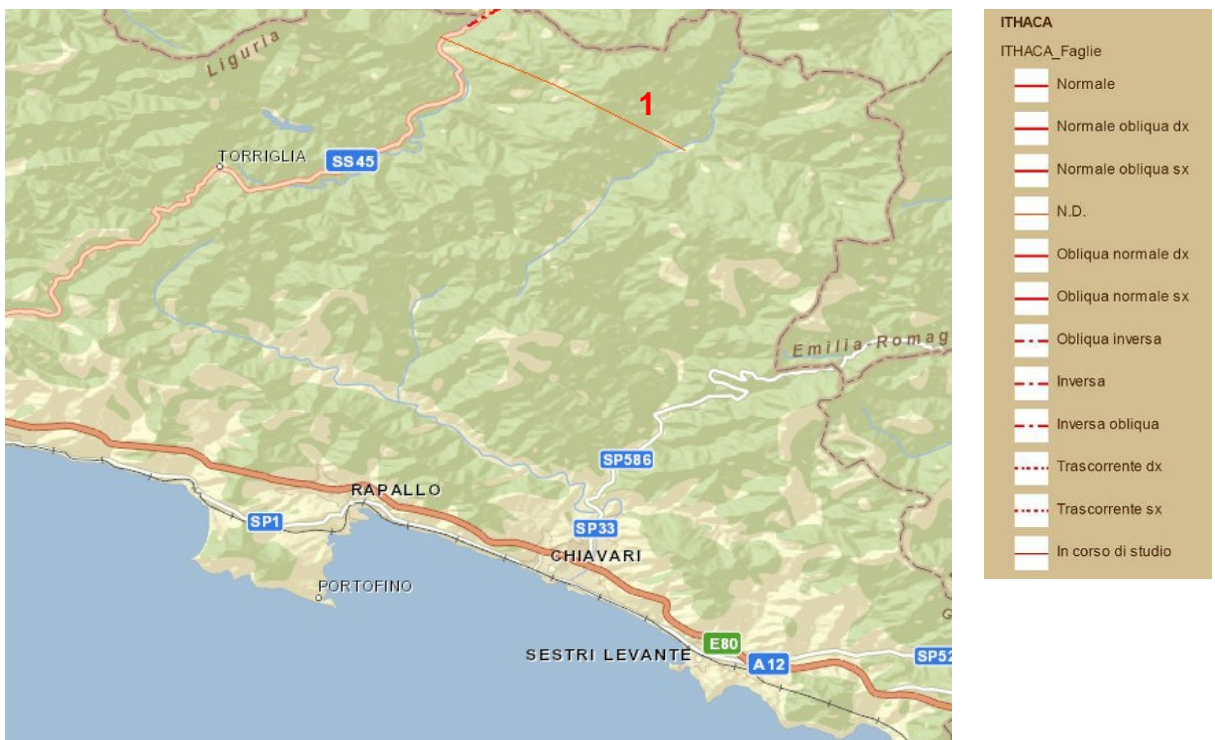 Liguria
1
TORRIGLIA
SS45
Emilia-Romag
SP586
RAPALLO
SP1
SP33
CHIAVARI
PORTOFINO
E80
SESTRI LEVANTE
A12
SP52
G
ITHACA
ITHACA_Faglie
Normale
Normale obliqua dx
Normale obliqua sx
N.D.
Obliqua normale dx
Obliqua normale sx
Obliqua inversa
Inversa
Inversa obliqua
Trascorrente dx
Trascorrente sx
In corso di studio